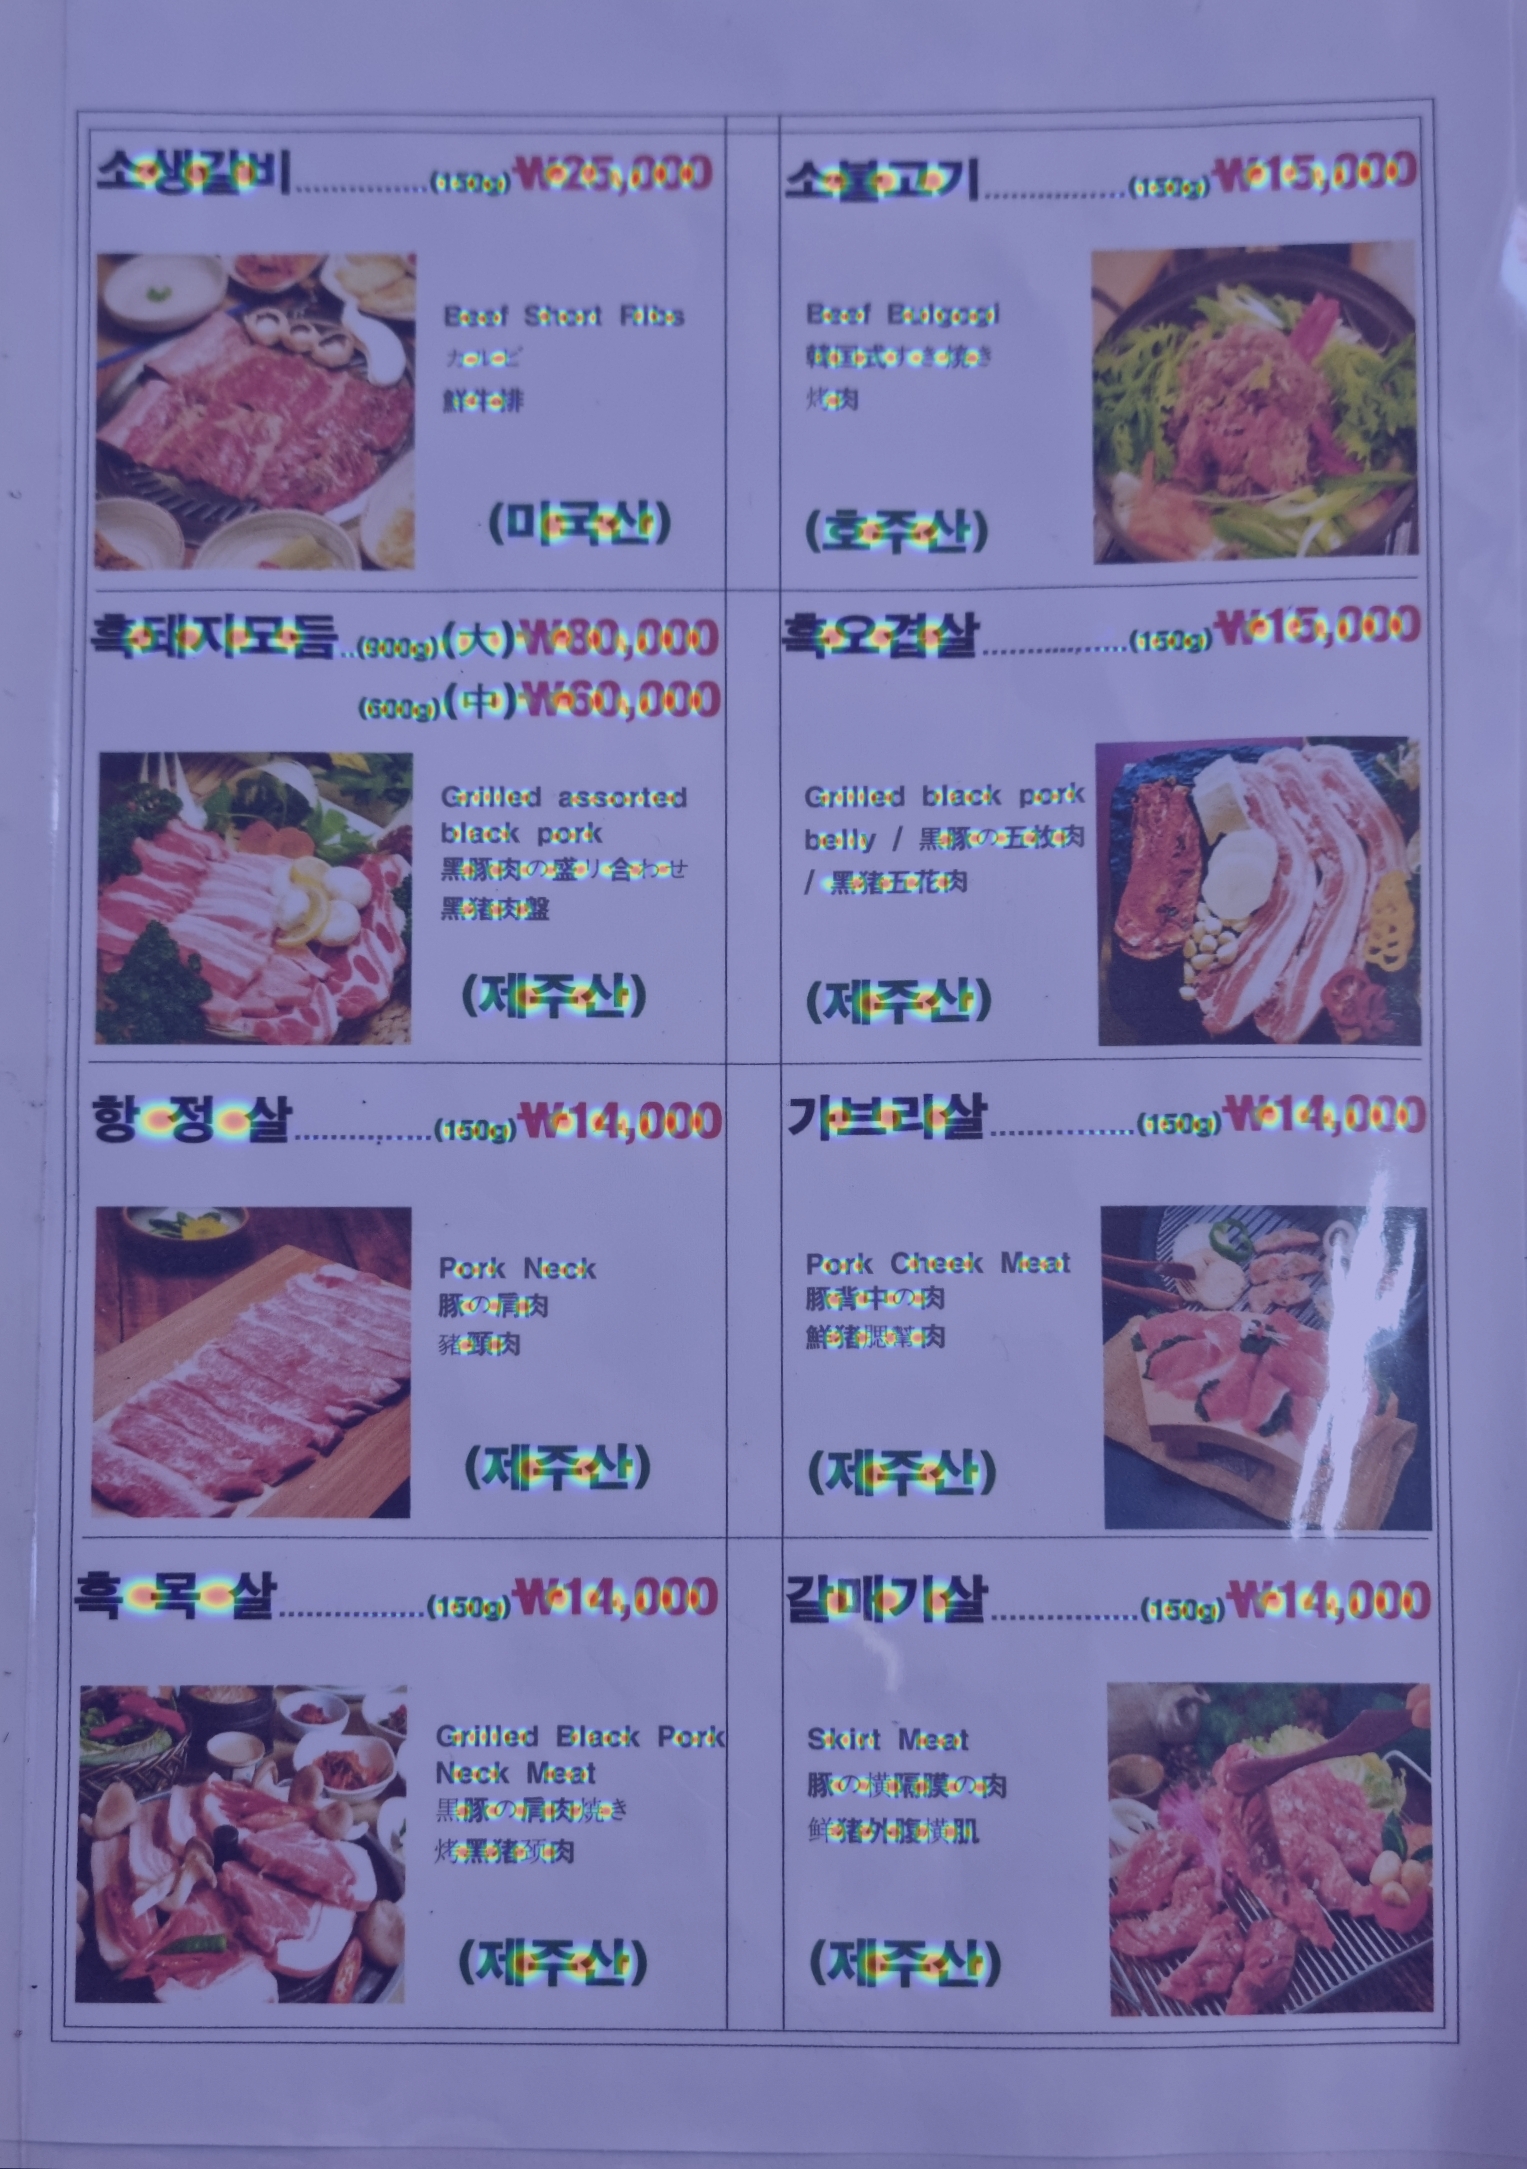 소생갈비..............(150g)₩25,000
Beef Short Ribs
カルビ
鮮牛排
(미국산)
소불고기..............(150g)₩15,000
Beef Bulgogi
韓国式すき焼き
烤肉
(호주산)
흑돼지모듬..(900g)(大)₩80,000
(600g)(中)₩60,000
Grilled assorted
black pork
黑豚肉の盛り合わせ
黑猪肉盤
(제주산)
흑오겹살..............(150g)₩15,000
Grilled black pork
belly / 黑豚の五枚肉
/ 黑猪五花肉
(제주산)
항 정 살..............(150g)₩14,000
Pork Neck
豚の肩肉
豬頸肉
(제주산)
가브리살..............(150g)₩14,000
Pork Cheek Meat
豚背中の肉
鮮猪腮幫肉
(제주산)
흑 목 살..............(150g)₩14,000
Grilled Black Pork
Neck Meat
黒豚の肩肉焼き
烤黑猪颈肉
(제주산)
갈매기살..............(150g)₩14,000
Skirt Meat
豚の横隔膜の肉
鲜猪外腹横肌
(제주산)